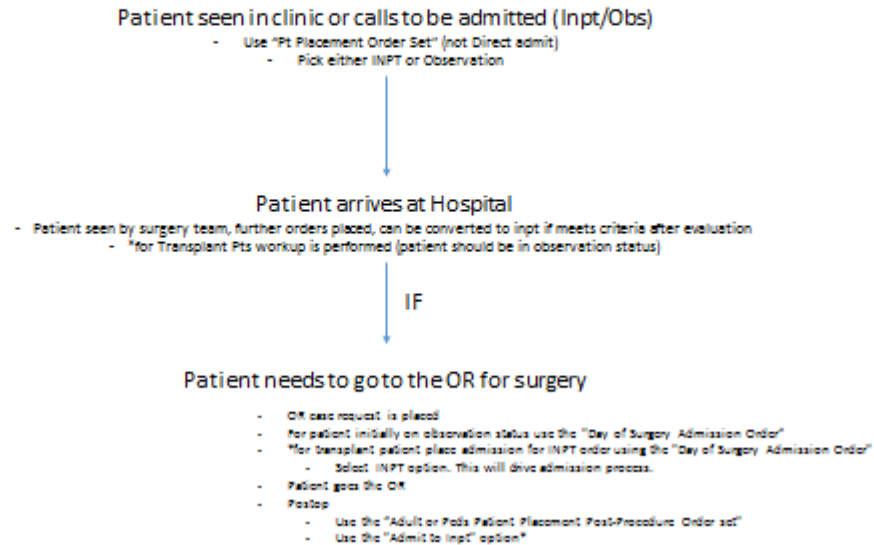 Patient seen in clinic or calls to be admitted (Inpt/Obs)
- Use "Pt Placement Order Set" (not Direct admit)
- Pick either INPT or Observation
Patient arrives at Hospital
- Patient seen by surgery team, further orders placed, can be converted to inpt if meets criteria after evaluation
- *for Transplant Pts workup is performed (patient should be in observation status)
IF
Patient needs to go to the OR for surgery
- OR case request is placed
- For patient initially on observation status use the "Day of Surgery Admission Order"
- *for transplant patient place admission for INPT order using the "Day of Surgery Admission Order"
- Select INPT option. This will drive admission process.
- Patient goes the OR
- Postop
- Use the "Adult or Peds Patient Placement Post-Procedure Order set"
- Use the "Admit to Inpt" option*